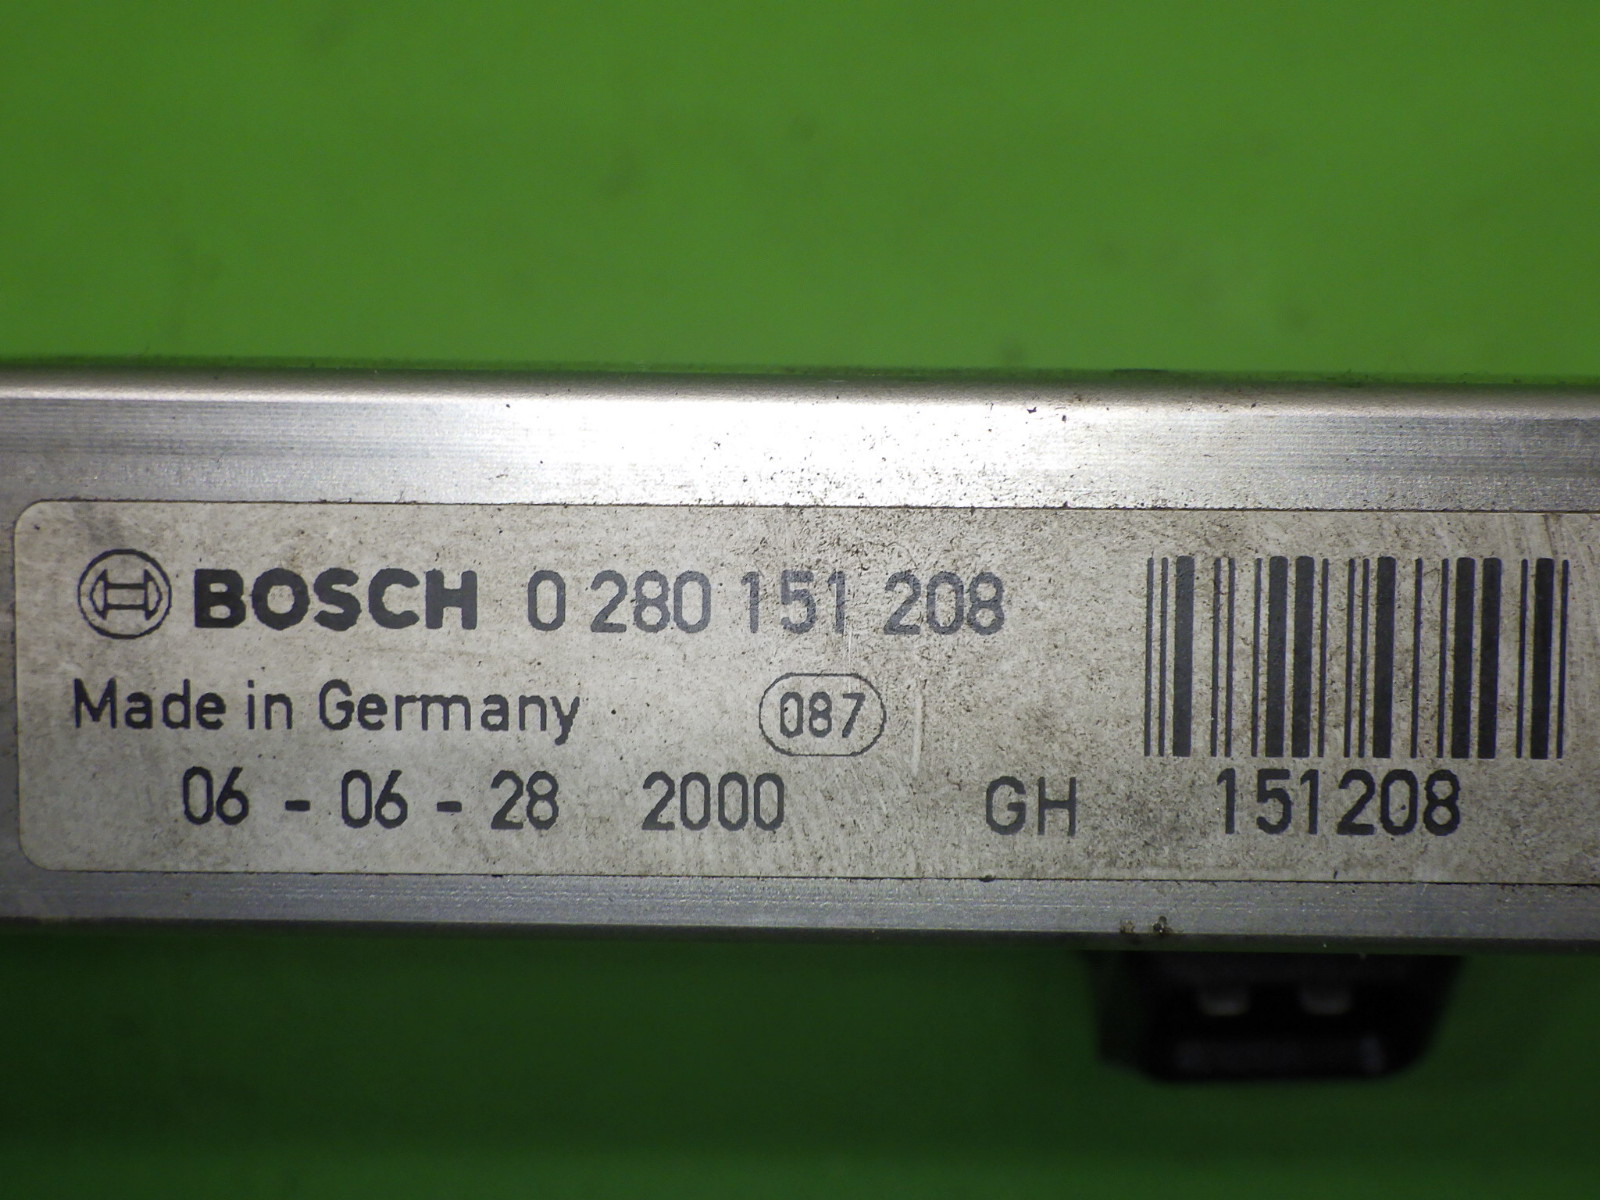 BOSCH 0 280 151 208
Made in Germany 087
06 - 06 - 28 2000 GH 151208